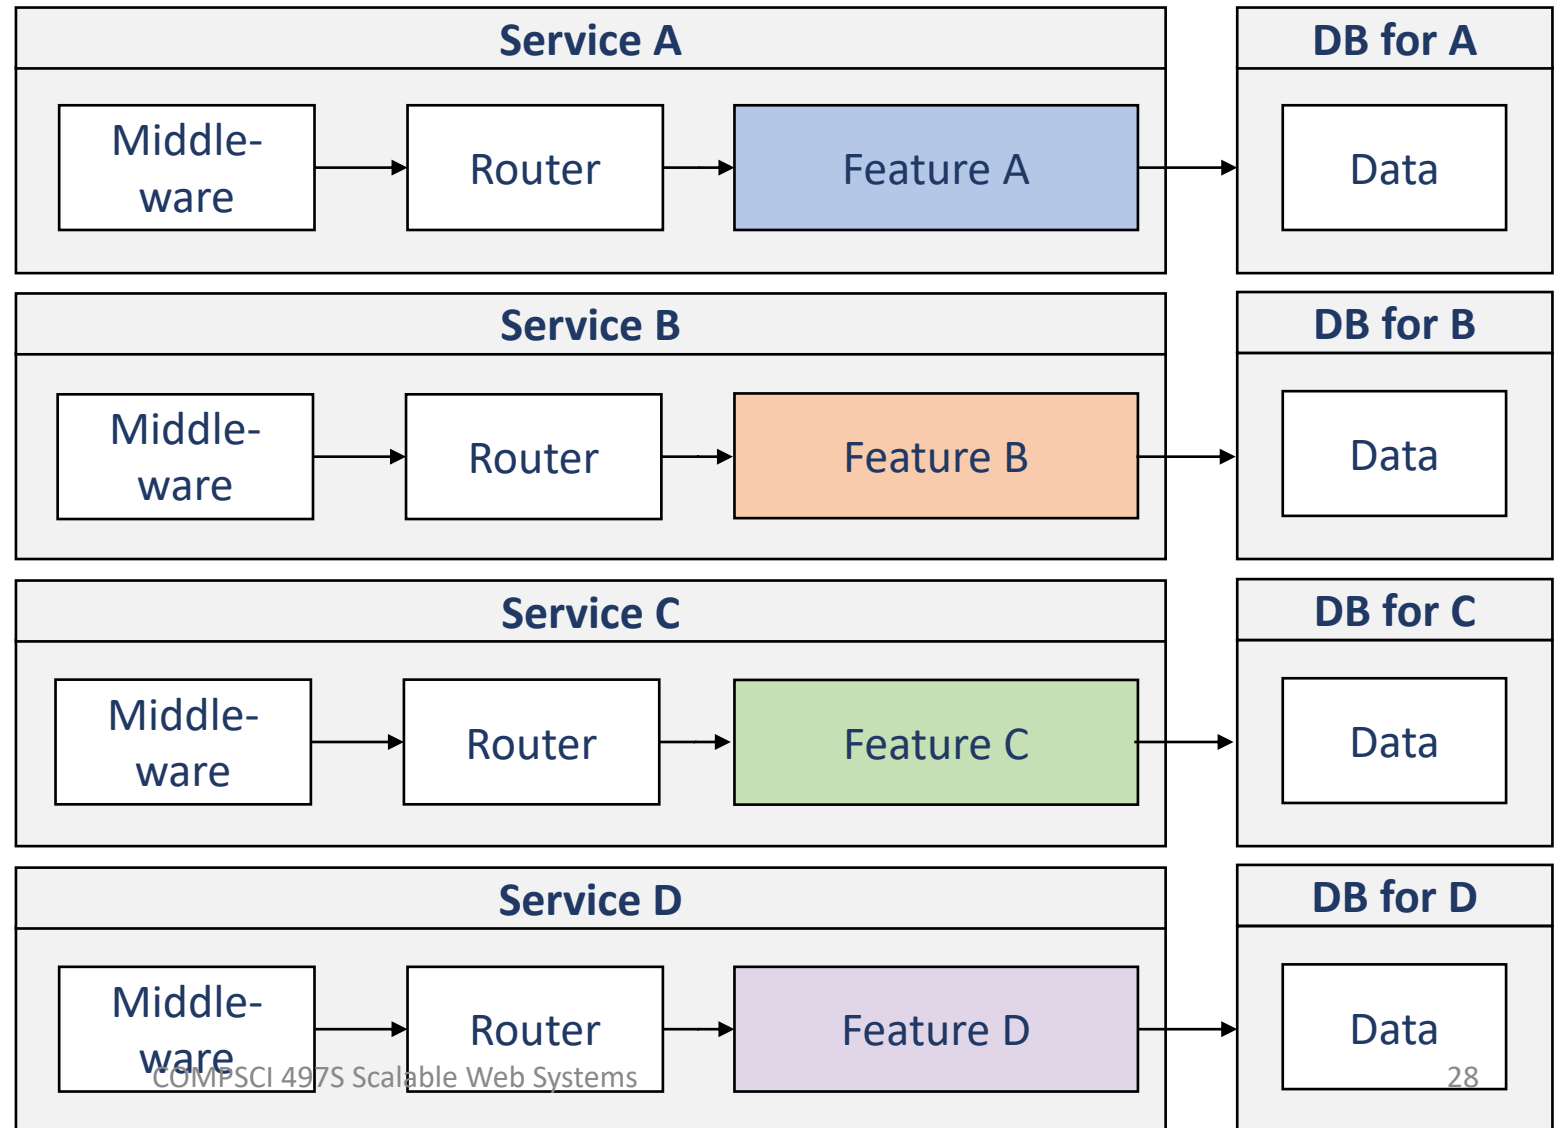 Service A
DB for A
Middle-
ware
Router
Feature A
Data
Service B
DB for B
Middle-
ware
Router
Feature B
Data
Service C
DB for C
Middle-
ware
Router
Feature C
Data
Service D
DB for D
Middle-
ware
Router
Feature D
Data
COMPSCI 497S Scalable Web Systems
28